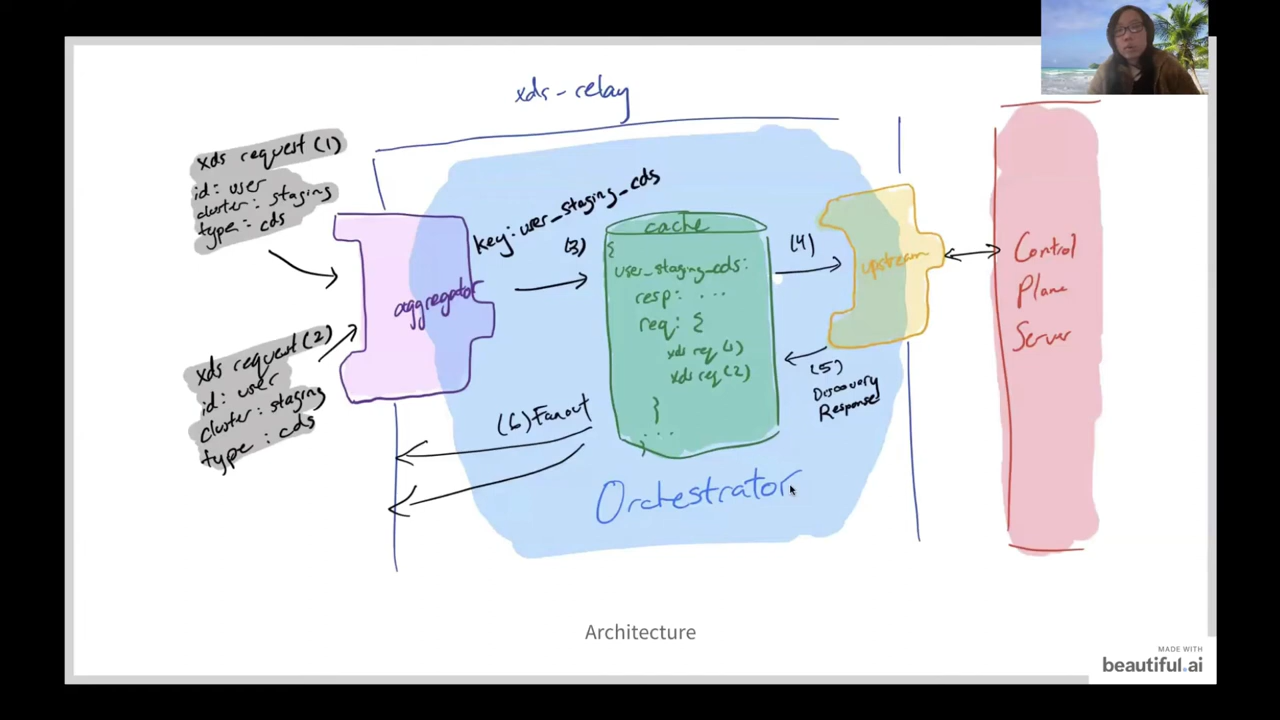 xds-relay
xds request (1)
id: user
cluster: staging
type: cds
xds request (2)
id: user
cluster: staging
type: cds
aggregator
key: user_staging_cds
(3)
cache
{
user_staging_cds:
resp: ...
req: {
xds req (1)
xds req (2)
}
...
}
(4)
upstream
(5)
Discovery
Response
(6) Fanout
Orchestrator
Control
Plane
Server
Architecture
MADE WITH
beautiful.ai